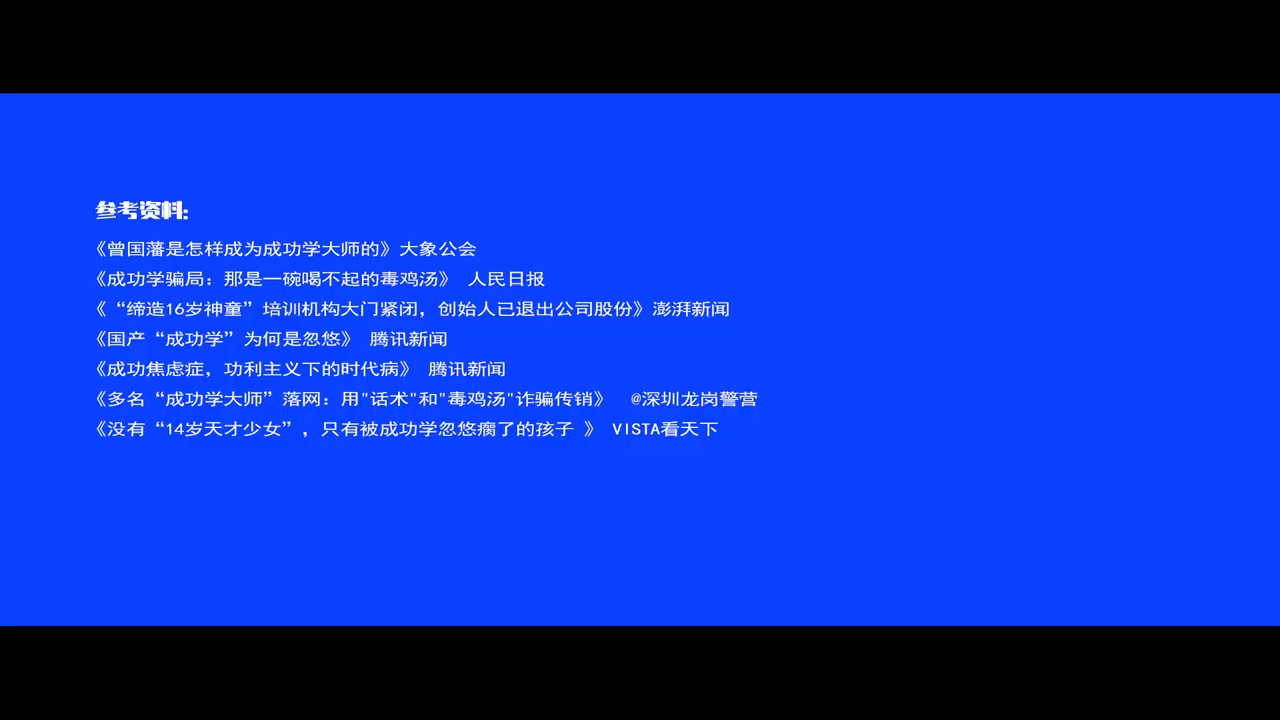 参考资料:
《曾国藩是怎样成为成功学大师的》大象公会
《成功学骗局：那是一碗喝不起的毒鸡汤》 人民日报
《“缔造16岁神童”培训机构大门紧闭，创始人已退出公司股份》澎湃新闻
《国产“成功学”为何是忽悠》 腾讯新闻
《成功焦虑症，功利主义下的时代病》 腾讯新闻
《多名“成功学大师”落网：用"话术"和"毒鸡汤"诈骗传销》 @深圳龙岗警营
《没有“14岁天才少女”，只有被成功学忽悠瘸了的孩子 》 VISTA看天下